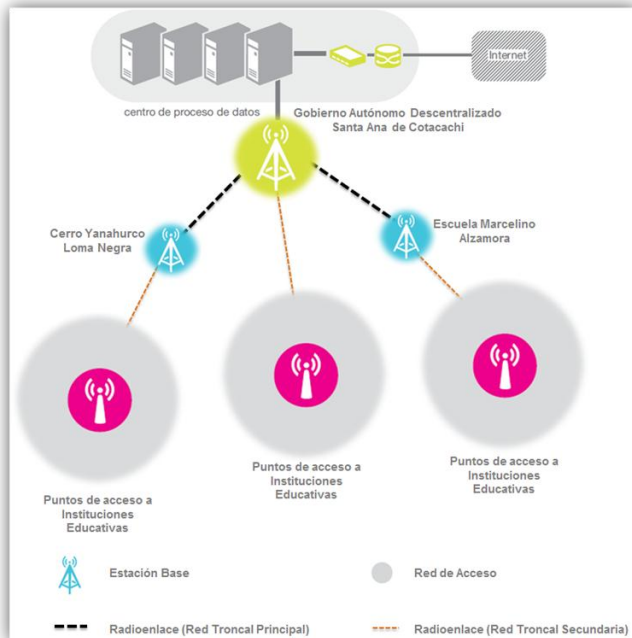 Internet
centro de proceso de datos
Gobierno Autónomo Descentralizado
Santa Ana de Cotacachi
Cerro Yanahurco
Loma Negra
Escuela Marcelino
Alzamora
Puntos de acceso a
Instituciones
Educativas
Puntos de acceso a
Instituciones
Educativas
Puntos de acceso a
Instituciones
Educativas
Estación Base
Red de Acceso
Radioenlace (Red Troncal Principal)
Radioenlace (Red Troncal Secundaria)